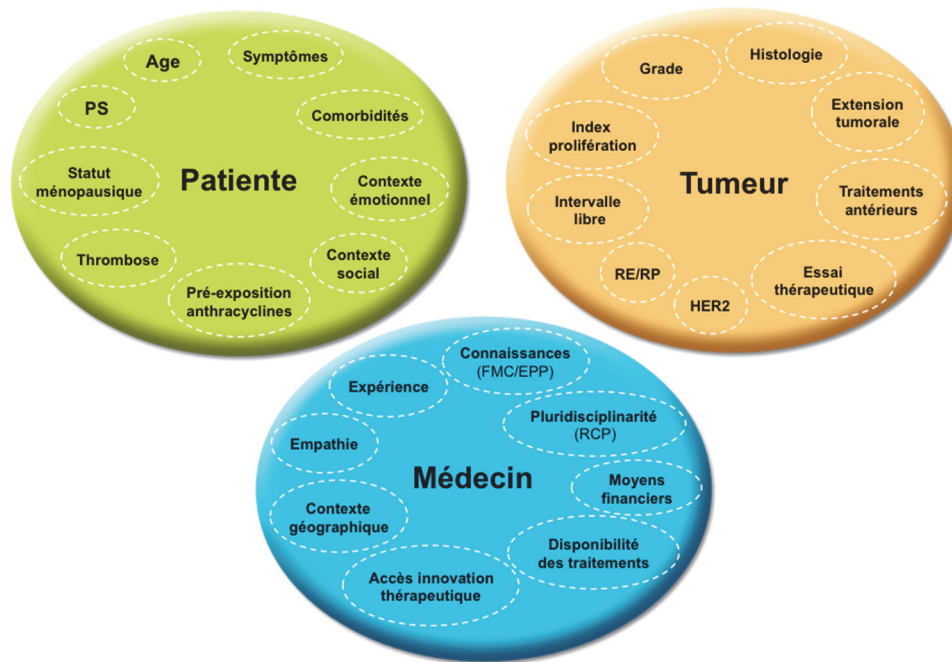 Patiente
Age
Symptômes
PS
Comorbidités
Statut
ménopausique
Contexte
émotionnel
Thrombose
Contexte
social
Pré-exposition
anthracyclines
Tumeur
Grade
Histologie
Index
prolifération
Extension
tumorale
Intervalle
libre
Traitements
antérieurs
RE/RP
HER2
Essai
thérapeutique
Médecin
Expérience
Connaissances
(FMC/EPP)
Pluridisciplinarité
(RCP)
Empathie
Moyens
financiers
Contexte
géographique
Disponibilité
des traitements
Accès innovation
thérapeutique